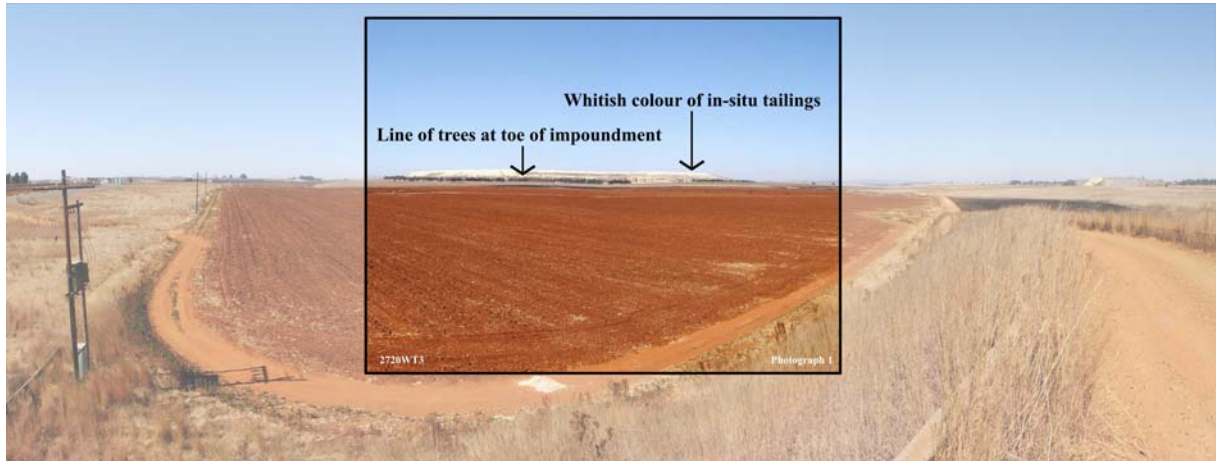 Whitish colour of in-situ tailings
Line of trees at toe of impoundment
2720WT3
Photograph 1